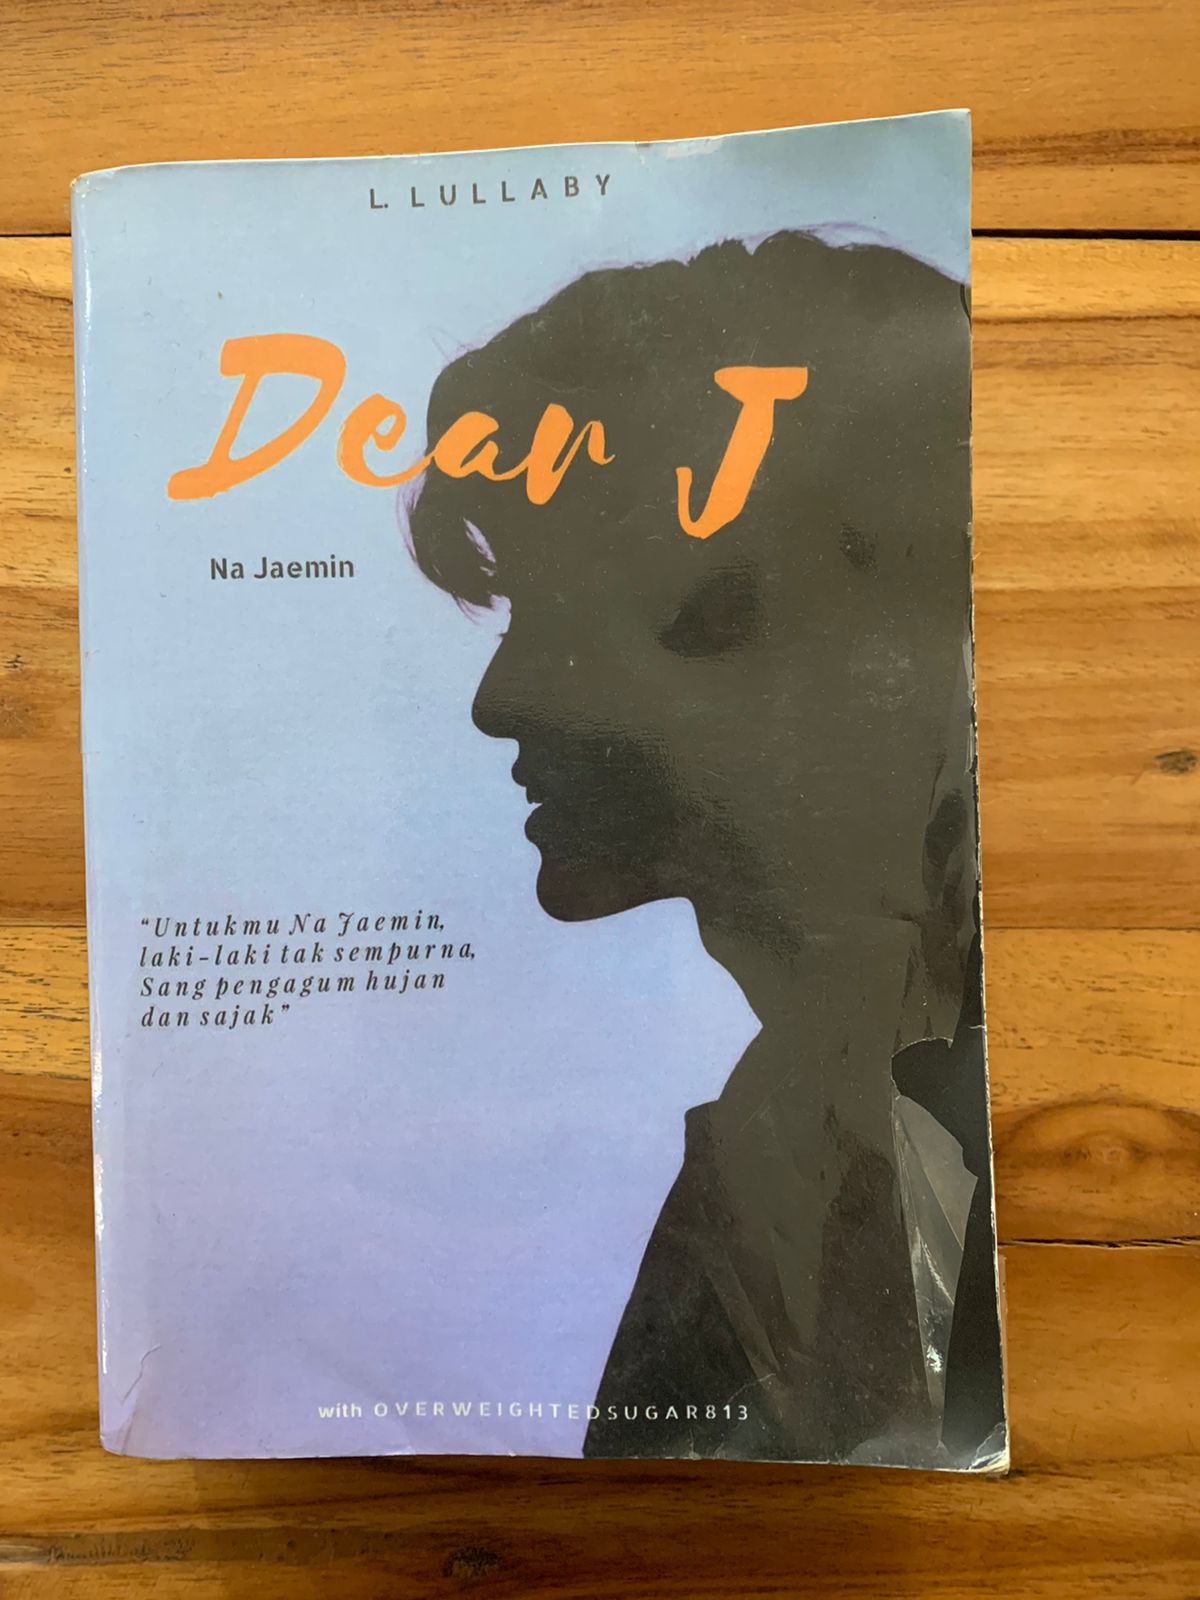 L. LULLABY
Dear J
Na Jaemin
“Untukmu Na Jaemin,
laki-laki tak sempurna,
Sang pengagum hujan
dan sajak”
with OVERWEIGHTEDSUGAR813